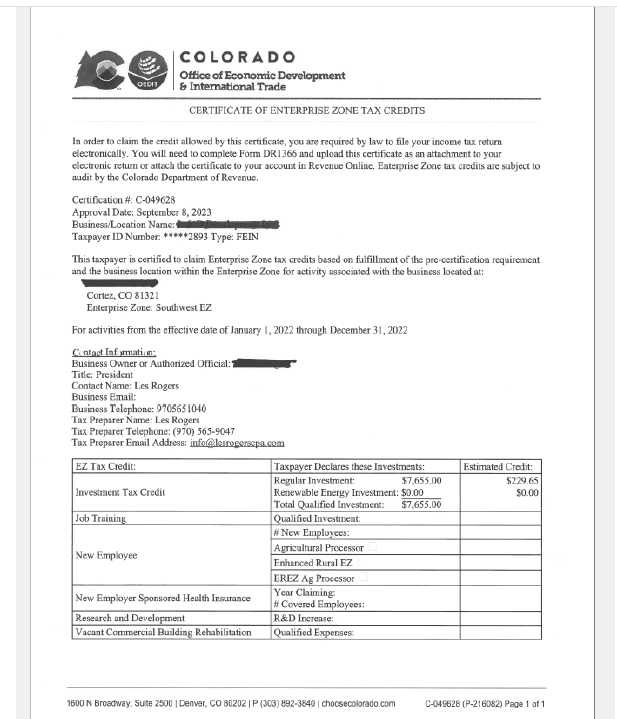 OEDIT
COLORADO
Office of Economic Development
& International Trade
CERTIFICATE OF ENTERPRISE ZONE TAX CREDITS
In order to claim the credit allowed by this certificate, you are required by law to file your income tax return
electronically. You will need to complete Form DR1366 and upload this certificate as an attachment to your
electronic return or attach the certificate to your account in Revenue Online. Enterprise Zone tax credits are subject to
audit by the Colorado Department of Revenue.
Certification #: C-049628
Approval Date: September 8, 2023
Business/Location Name:
Taxpayer ID Number: *****2893 Type: FEIN
This taxpayer is certified to claim Enterprise Zone tax credits based on fulfillment of the pre-certification requirement
and the business location within the Enterprise Zone for activity associated with the business located at:
Cortez, CO 81321
Enterprise Zone: Southwest EZ
For activities from the effective date of January 1, 2022 through December 31, 2022
Contact Information:
Business Owner or Authorized Official:
Title: President
Contact Name: Les Rogers
Business Email:
Business Telephone: 9705651040
Tax Preparer Name: Les Rogers
Tax Preparer Telephone: (970) 565-9047
Tax Preparer Email Address: info@lesrogerscpa.com
EZ Tax Credit: Taxpayer Declares these Investments: Estimated Credit:
Investment Tax Credit
Regular Investment: $7,655.00 $229.65
Renewable Energy Investment: $0.00 $0.00
Total Qualified Investment: $7,655.00
Job Training Qualified Investment:
New Employee
# New Employees:
Agricultural Processor
Enhanced Rural EZ
EREZ Ag Processor
New Employer Sponsored Health Insurance
Year Claiming:
# Covered Employees:
Research and Development R&D Increase:
Vacant Commercial Building Rehabilitation Qualified Expenses:
1600 N Broadway, Suite 2500 | Denver, CO 80202 | P (303) 892-3840 | choosecolorado.com
C-049628 (P-216082) Page 1 of 1